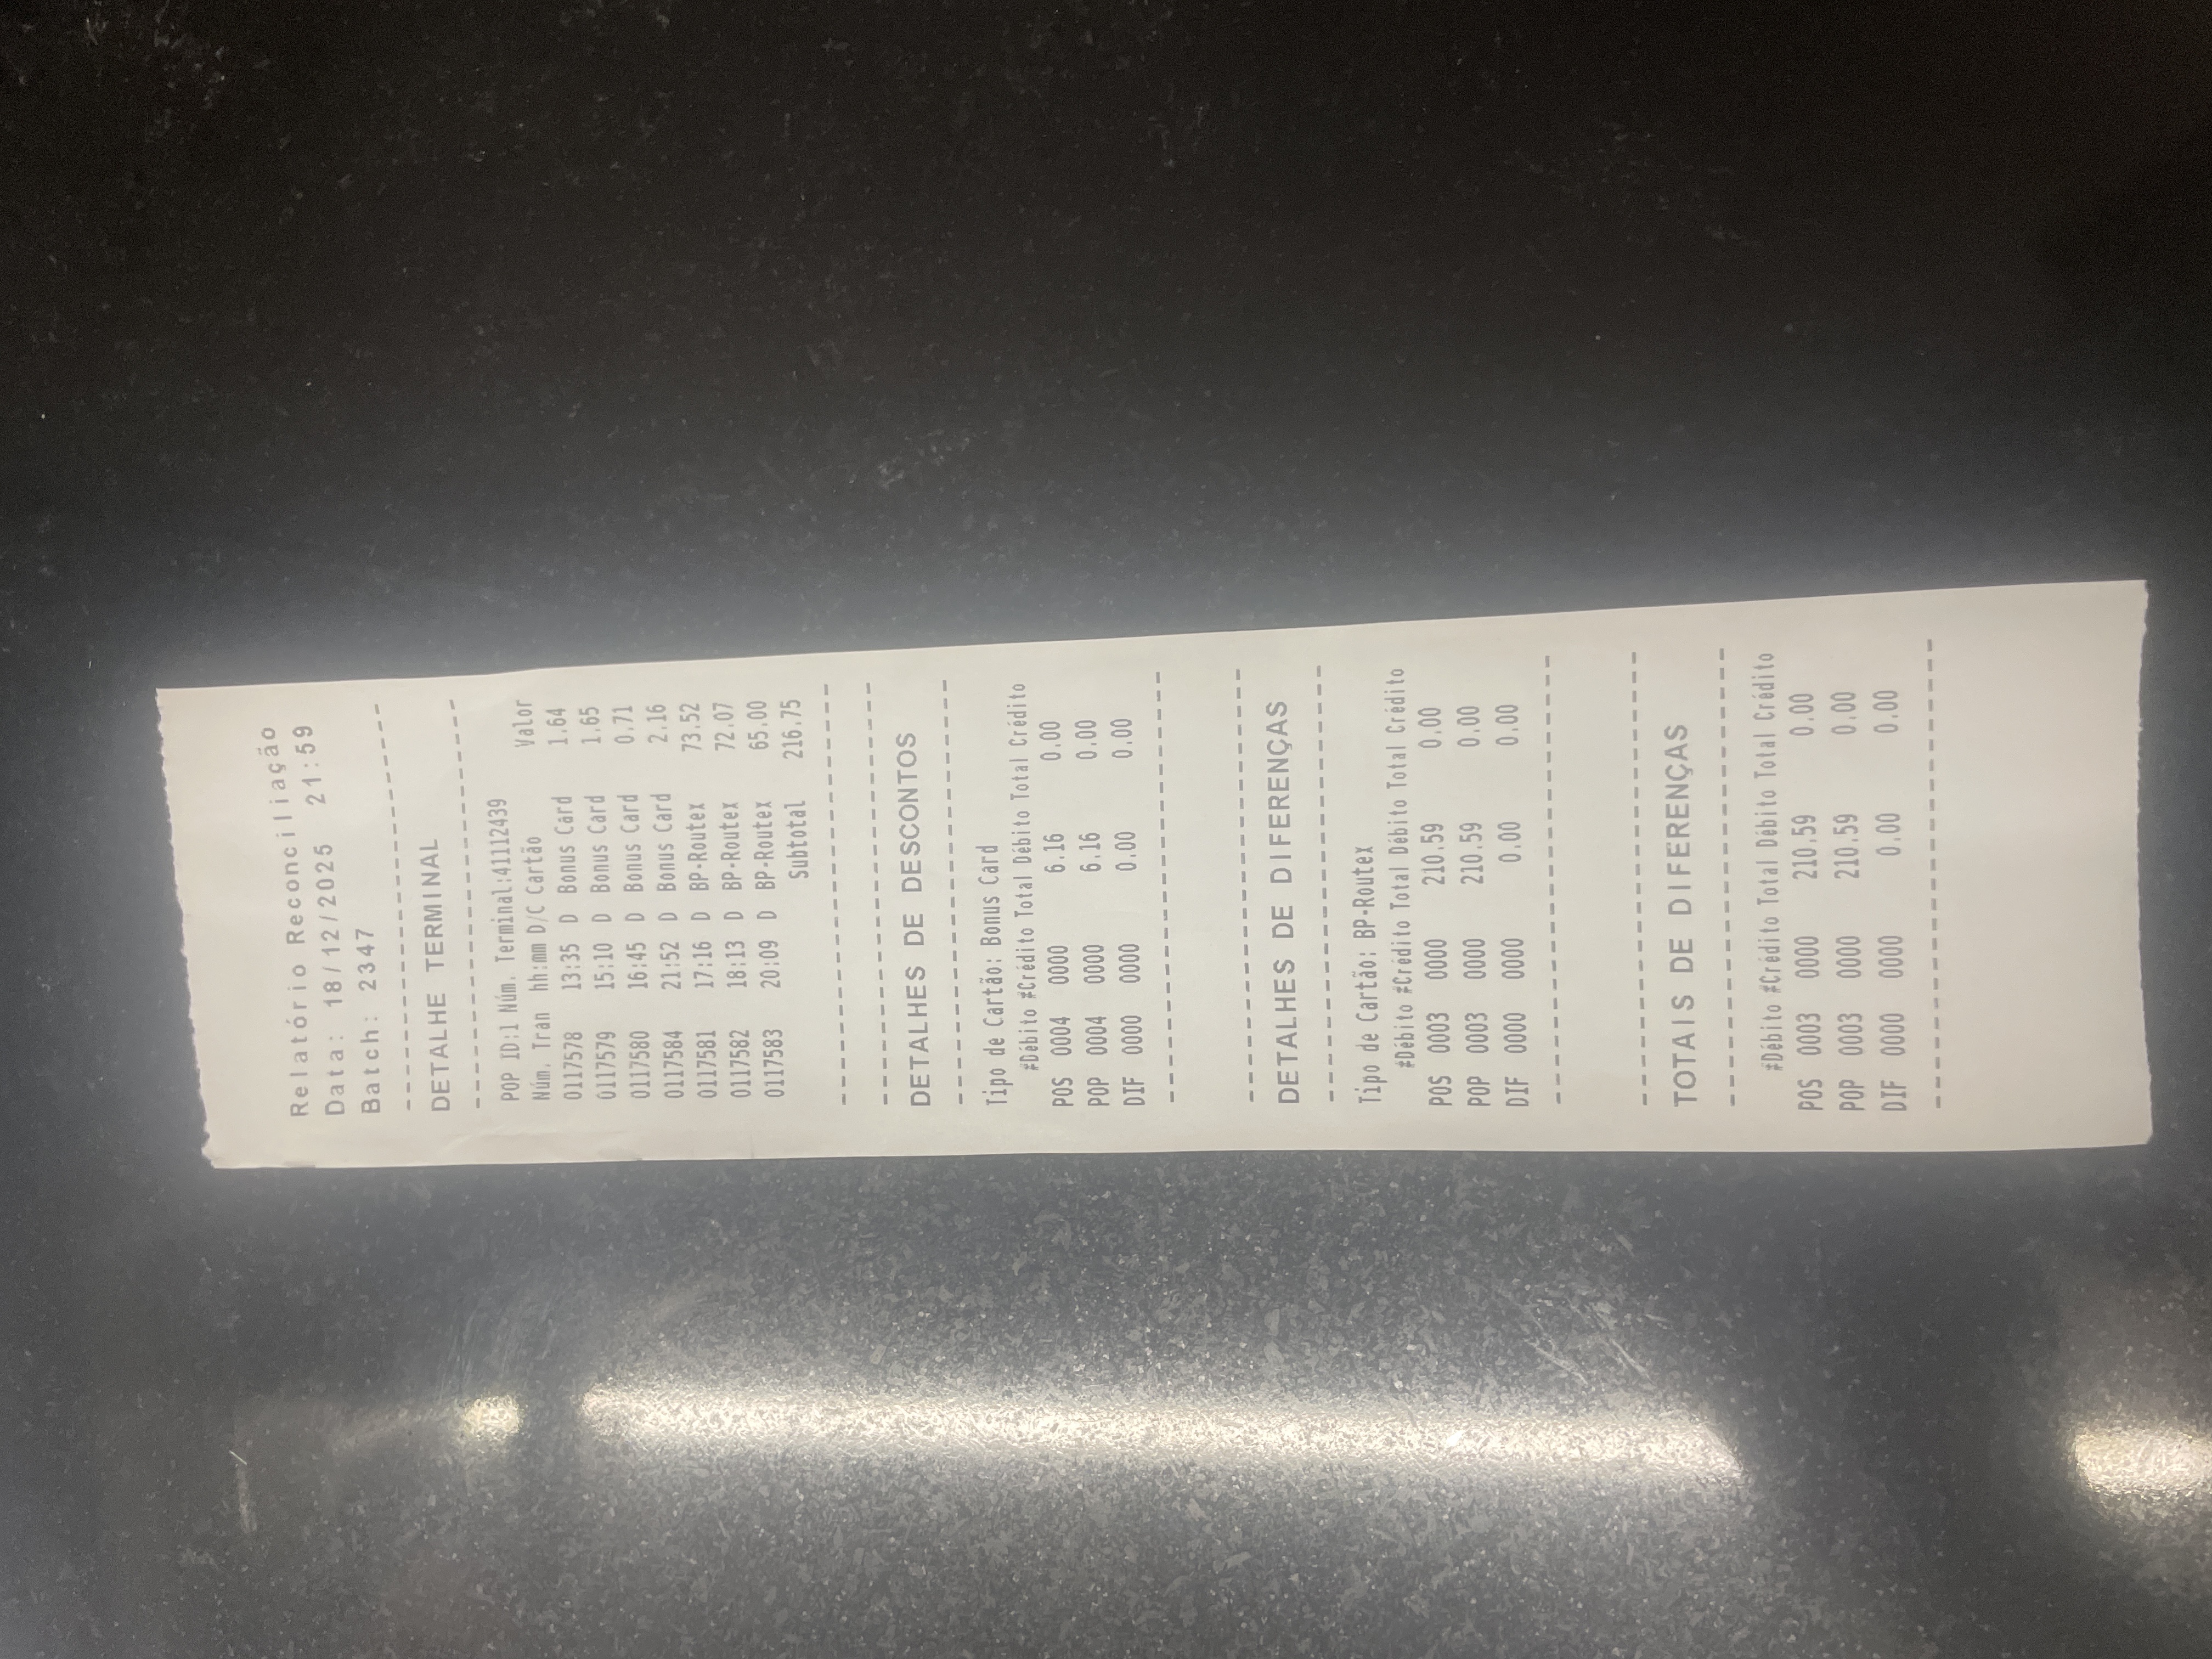 Relatório Reconciliação
Data: 18/12/2025 21:59
Batch: 2347
--------------------------------
DETALHE TERMINAL
--------------------------------
POP ID:1 Núm. Terminal:41112439
Núm. Tran hh:mm D/C Cartão Valor
0117578 13:35 D Bonus Card 1.64
0117579 15:10 D Bonus Card 1.65
0117580 16:45 D Bonus Card 0.71
0117584 21:52 D Bonus Card 2.16
0117581 17:16 D BP-Routex 73.52
0117582 18:13 D BP-Routex 72.07
0117583 20:09 D BP-Routex 65.00
Subtotal 216.75
--------------------------------
--------------------------------
DETALHES DE DESCONTOS
--------------------------------
Tipo de Cartão: Bonus Card
#Débito #Crédito Total Débito Total Crédito
POS 0004 0000 6.16 0.00
POP 0004 0000 6.16 0.00
DIF 0000 0000 0.00 0.00
--------------------------------
--------------------------------
DETALHES DE DIFERENÇAS
--------------------------------
Tipo de Cartão: BP-Routex
#Débito #Crédito Total Débito Total Crédito
POS 0003 0000 210.59 0.00
POP 0003 0000 210.59 0.00
DIF 0000 0000 0.00 0.00
--------------------------------
--------------------------------
TOTAIS DE DIFERENÇAS
--------------------------------
#Débito #Crédito Total Débito Total Crédito
POS 0003 0000 210.59 0.00
POP 0003 0000 210.59 0.00
DIF 0000 0000 0.00 0.00
--------------------------------